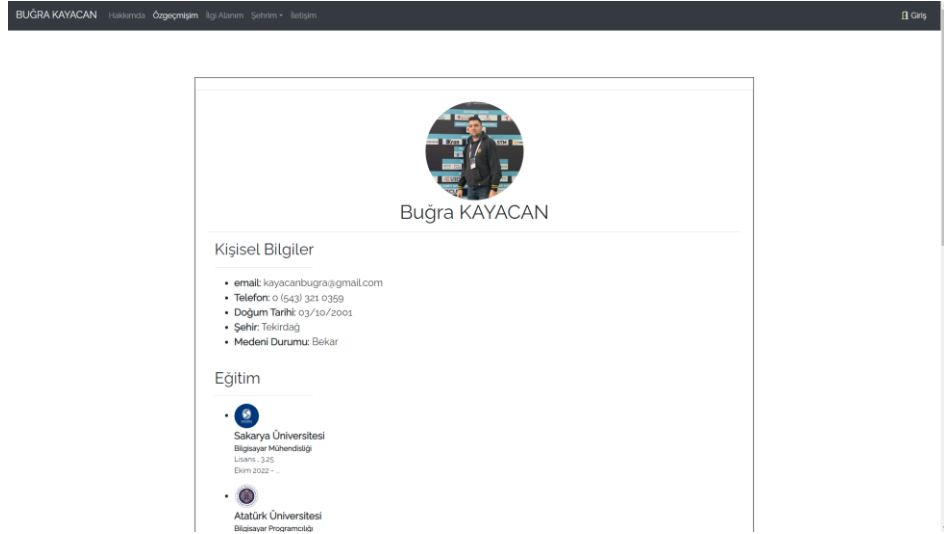 BUĞRA KAYACAN Hakkımda Özgeçmişim İlgi Alanım Şehrim İletişim Giriş
Buğra KAYACAN
Kişisel Bilgiler
email: kayacanbugra@gmail.com
Telefon: 0 (543) 321 0359
Doğum Tarihi: 03/10/2001
Şehir: Tekirdağ
Medeni Durumu: Bekar
Eğitim
Sakarya Üniversitesi
Bilgisayar Mühendisliği
Lisans , 3.25
Ekim 2022 - ...
Atatürk Üniversitesi
Bilgisayar Programcılığı